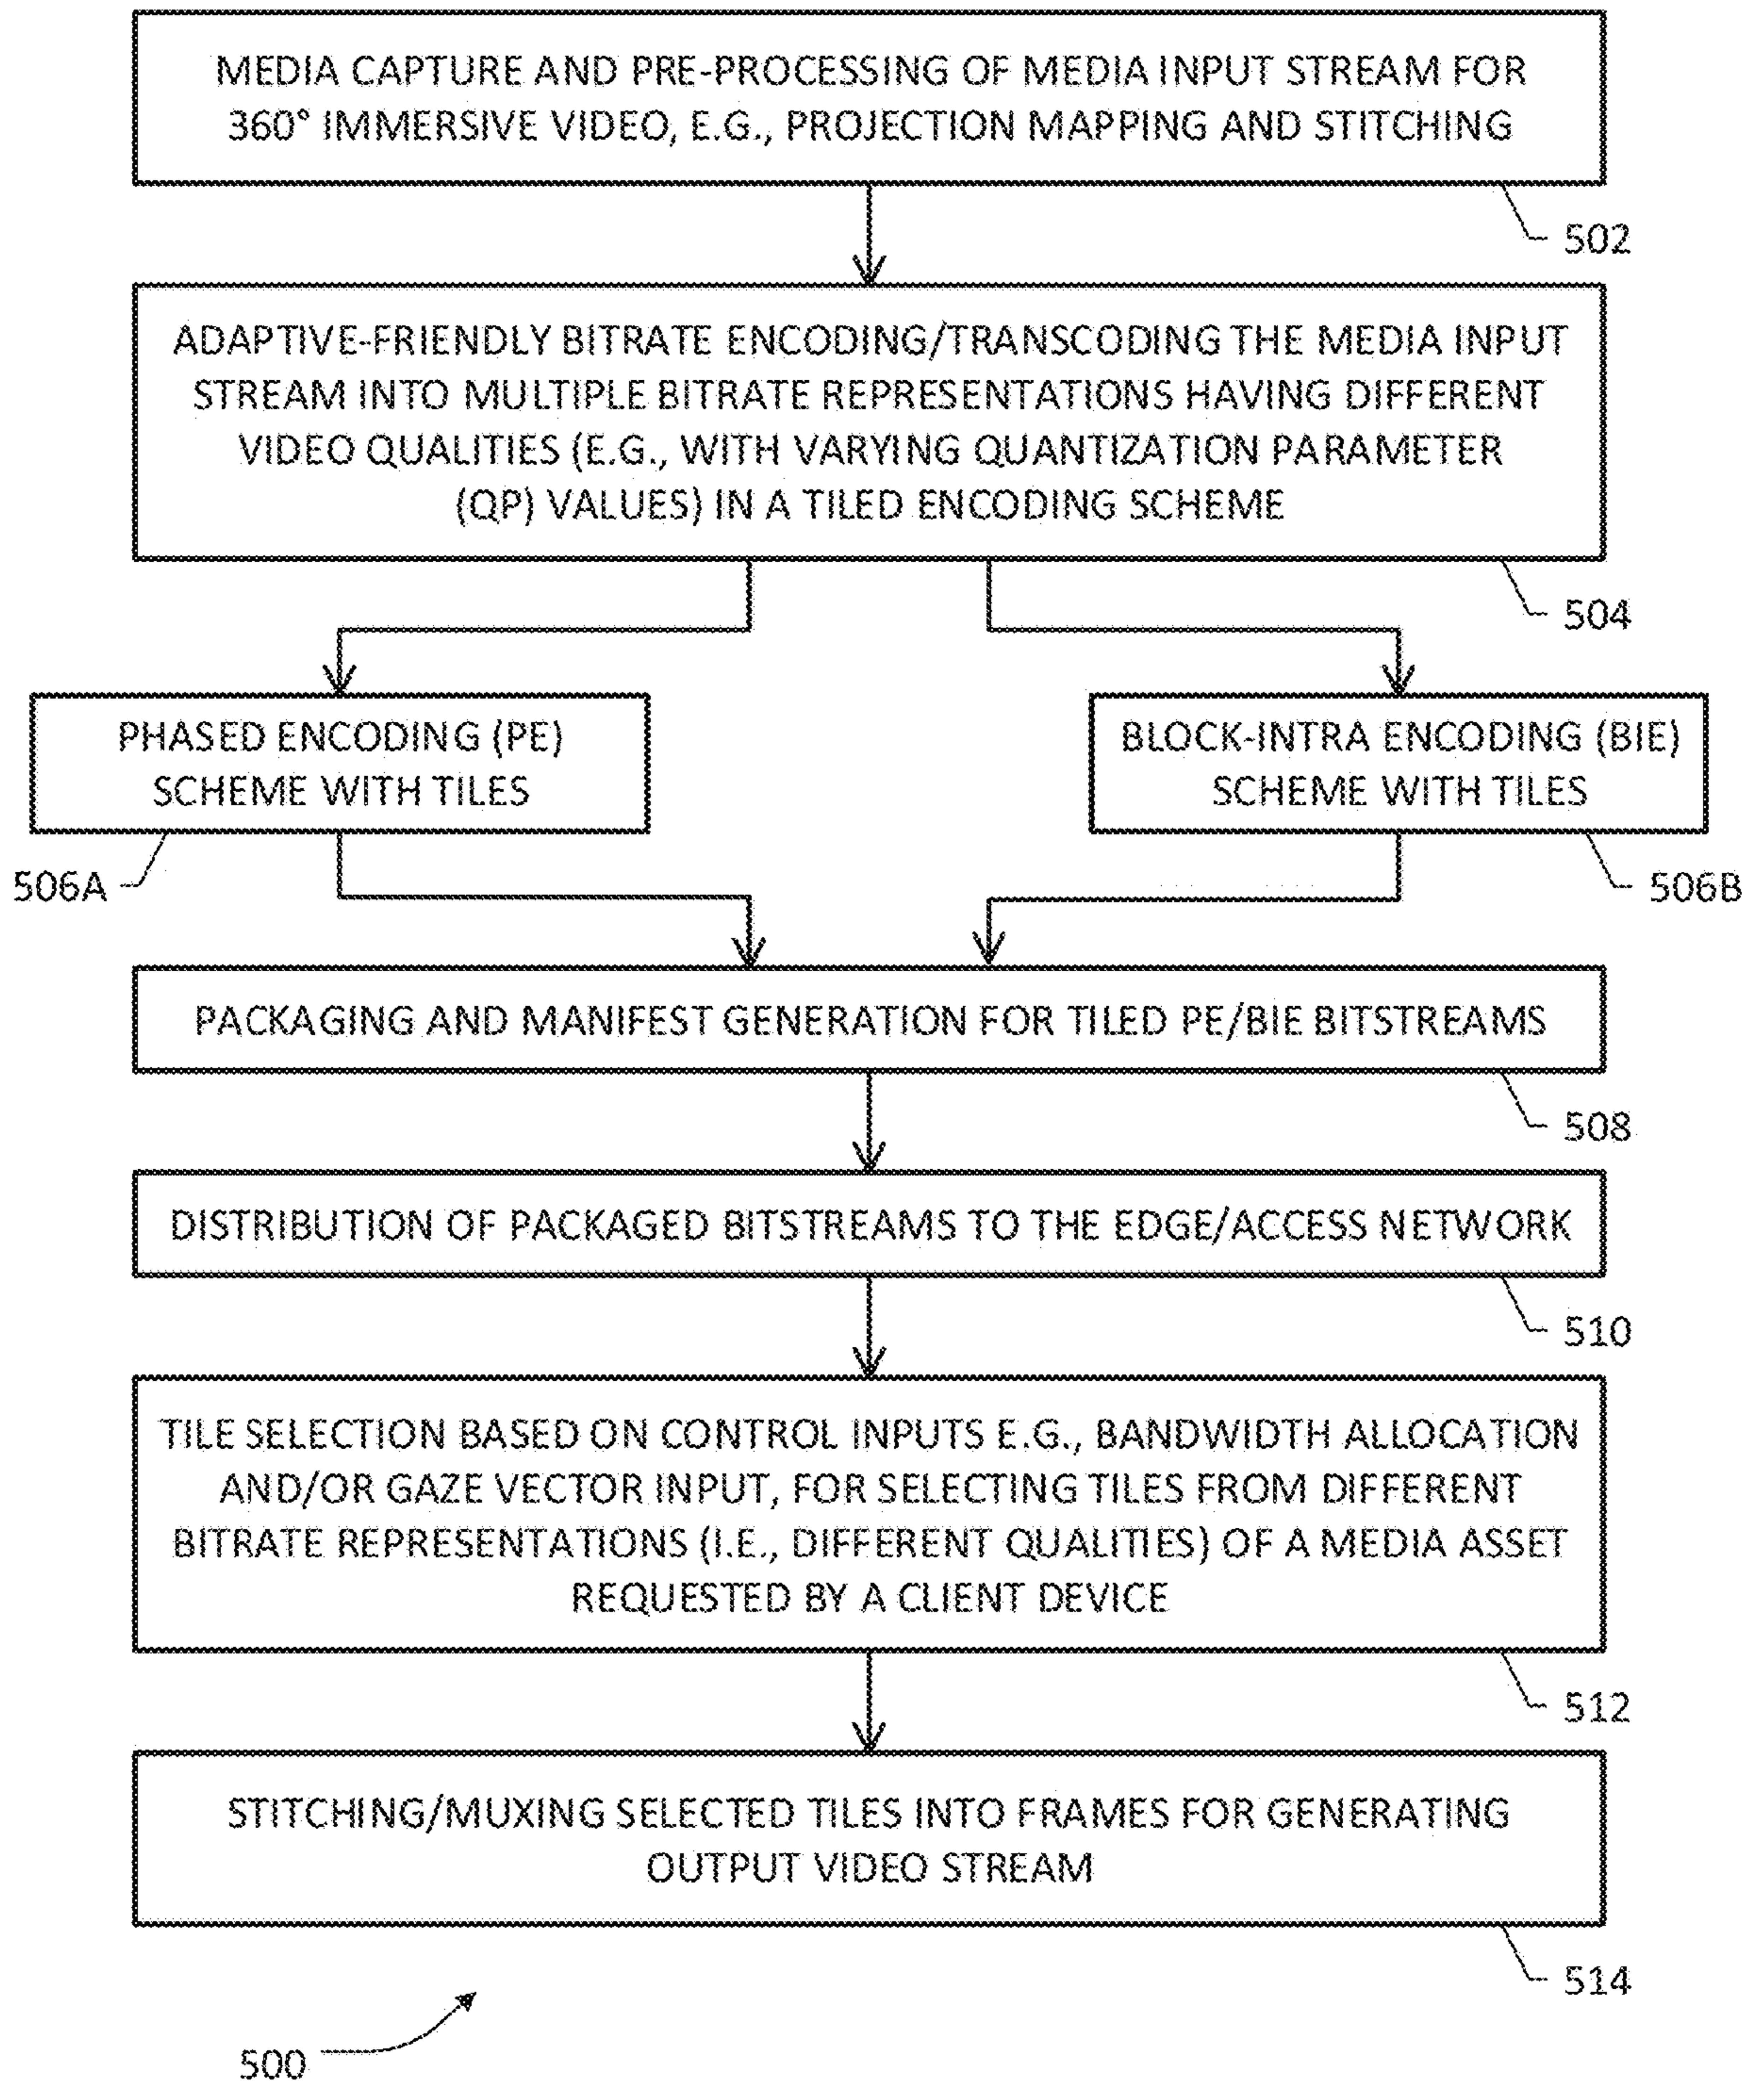 MEDIA CAPTURE AND PRE-PROCESSING OF MEDIA INPUT STREAM FOR
360° IMMERSIVE VIDEO, E.G., PROJECTION MAPPING AND STITCHING
502
ADAPTIVE-FRIENDLY BITRATE ENCODING/TRANSCODING THE MEDIA INPUT
STREAM INTO MULTIPLE BITRATE REPRESENTATIONS HAVING DIFFERENT
VIDEO QUALITIES (E.G., WITH VARYING QUANTIZATION PARAMETER
(QP) VALUES) IN A TILED ENCODING SCHEME
504
PHASED ENCODING (PE)
SCHEME WITH TILES
506A
BLOCK-INTRA ENCODING (BIE)
SCHEME WITH TILES
506B
PACKAGING AND MANIFEST GENERATION FOR TILED PE/BIE BITSTREAMS
508
DISTRIBUTION OF PACKAGED BITSTREAMS TO THE EDGE/ACCESS NETWORK
510
TILE SELECTION BASED ON CONTROL INPUTS E.G., BANDWIDTH ALLOCATION
AND/OR GAZE VECTOR INPUT, FOR SELECTING TILES FROM DIFFERENT
BITRATE REPRESENTATIONS (I.E., DIFFERENT QUALITIES) OF A MEDIA ASSET
REQUESTED BY A CLIENT DEVICE
512
STITCHING/MUXING SELECTED TILES INTO FRAMES FOR GENERATING
OUTPUT VIDEO STREAM
514
500